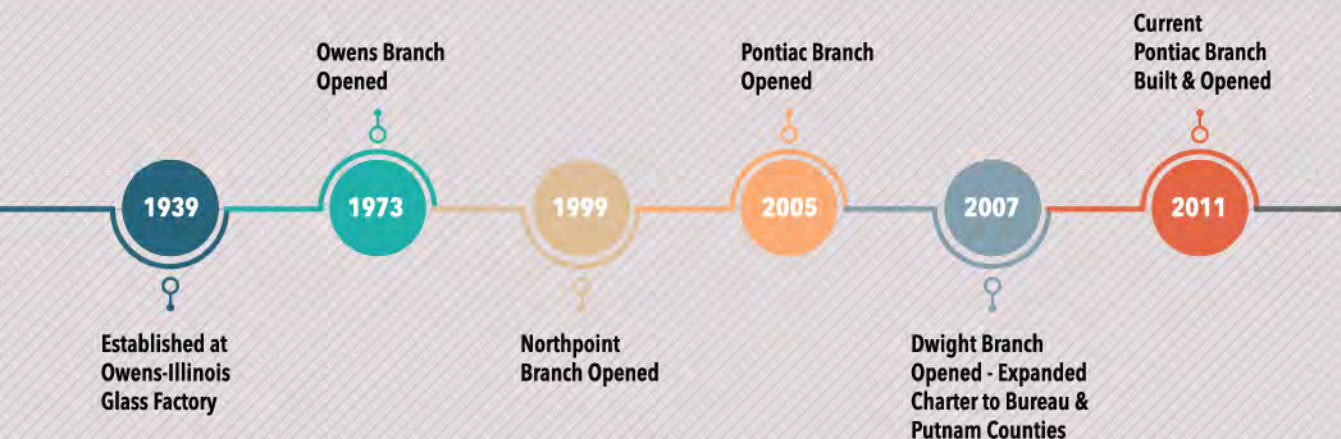 1939
Established at
Owens-Illinois
Glass Factory
Owens Branch
Opened
1973
1999
Northpoint
Branch Opened
Pontiac Branch
Opened
2005
2007
Dwight Branch
Opened - Expanded
Charter to Bureau &
Putnam Counties
Current
Pontiac Branch
Built & Opened
2011